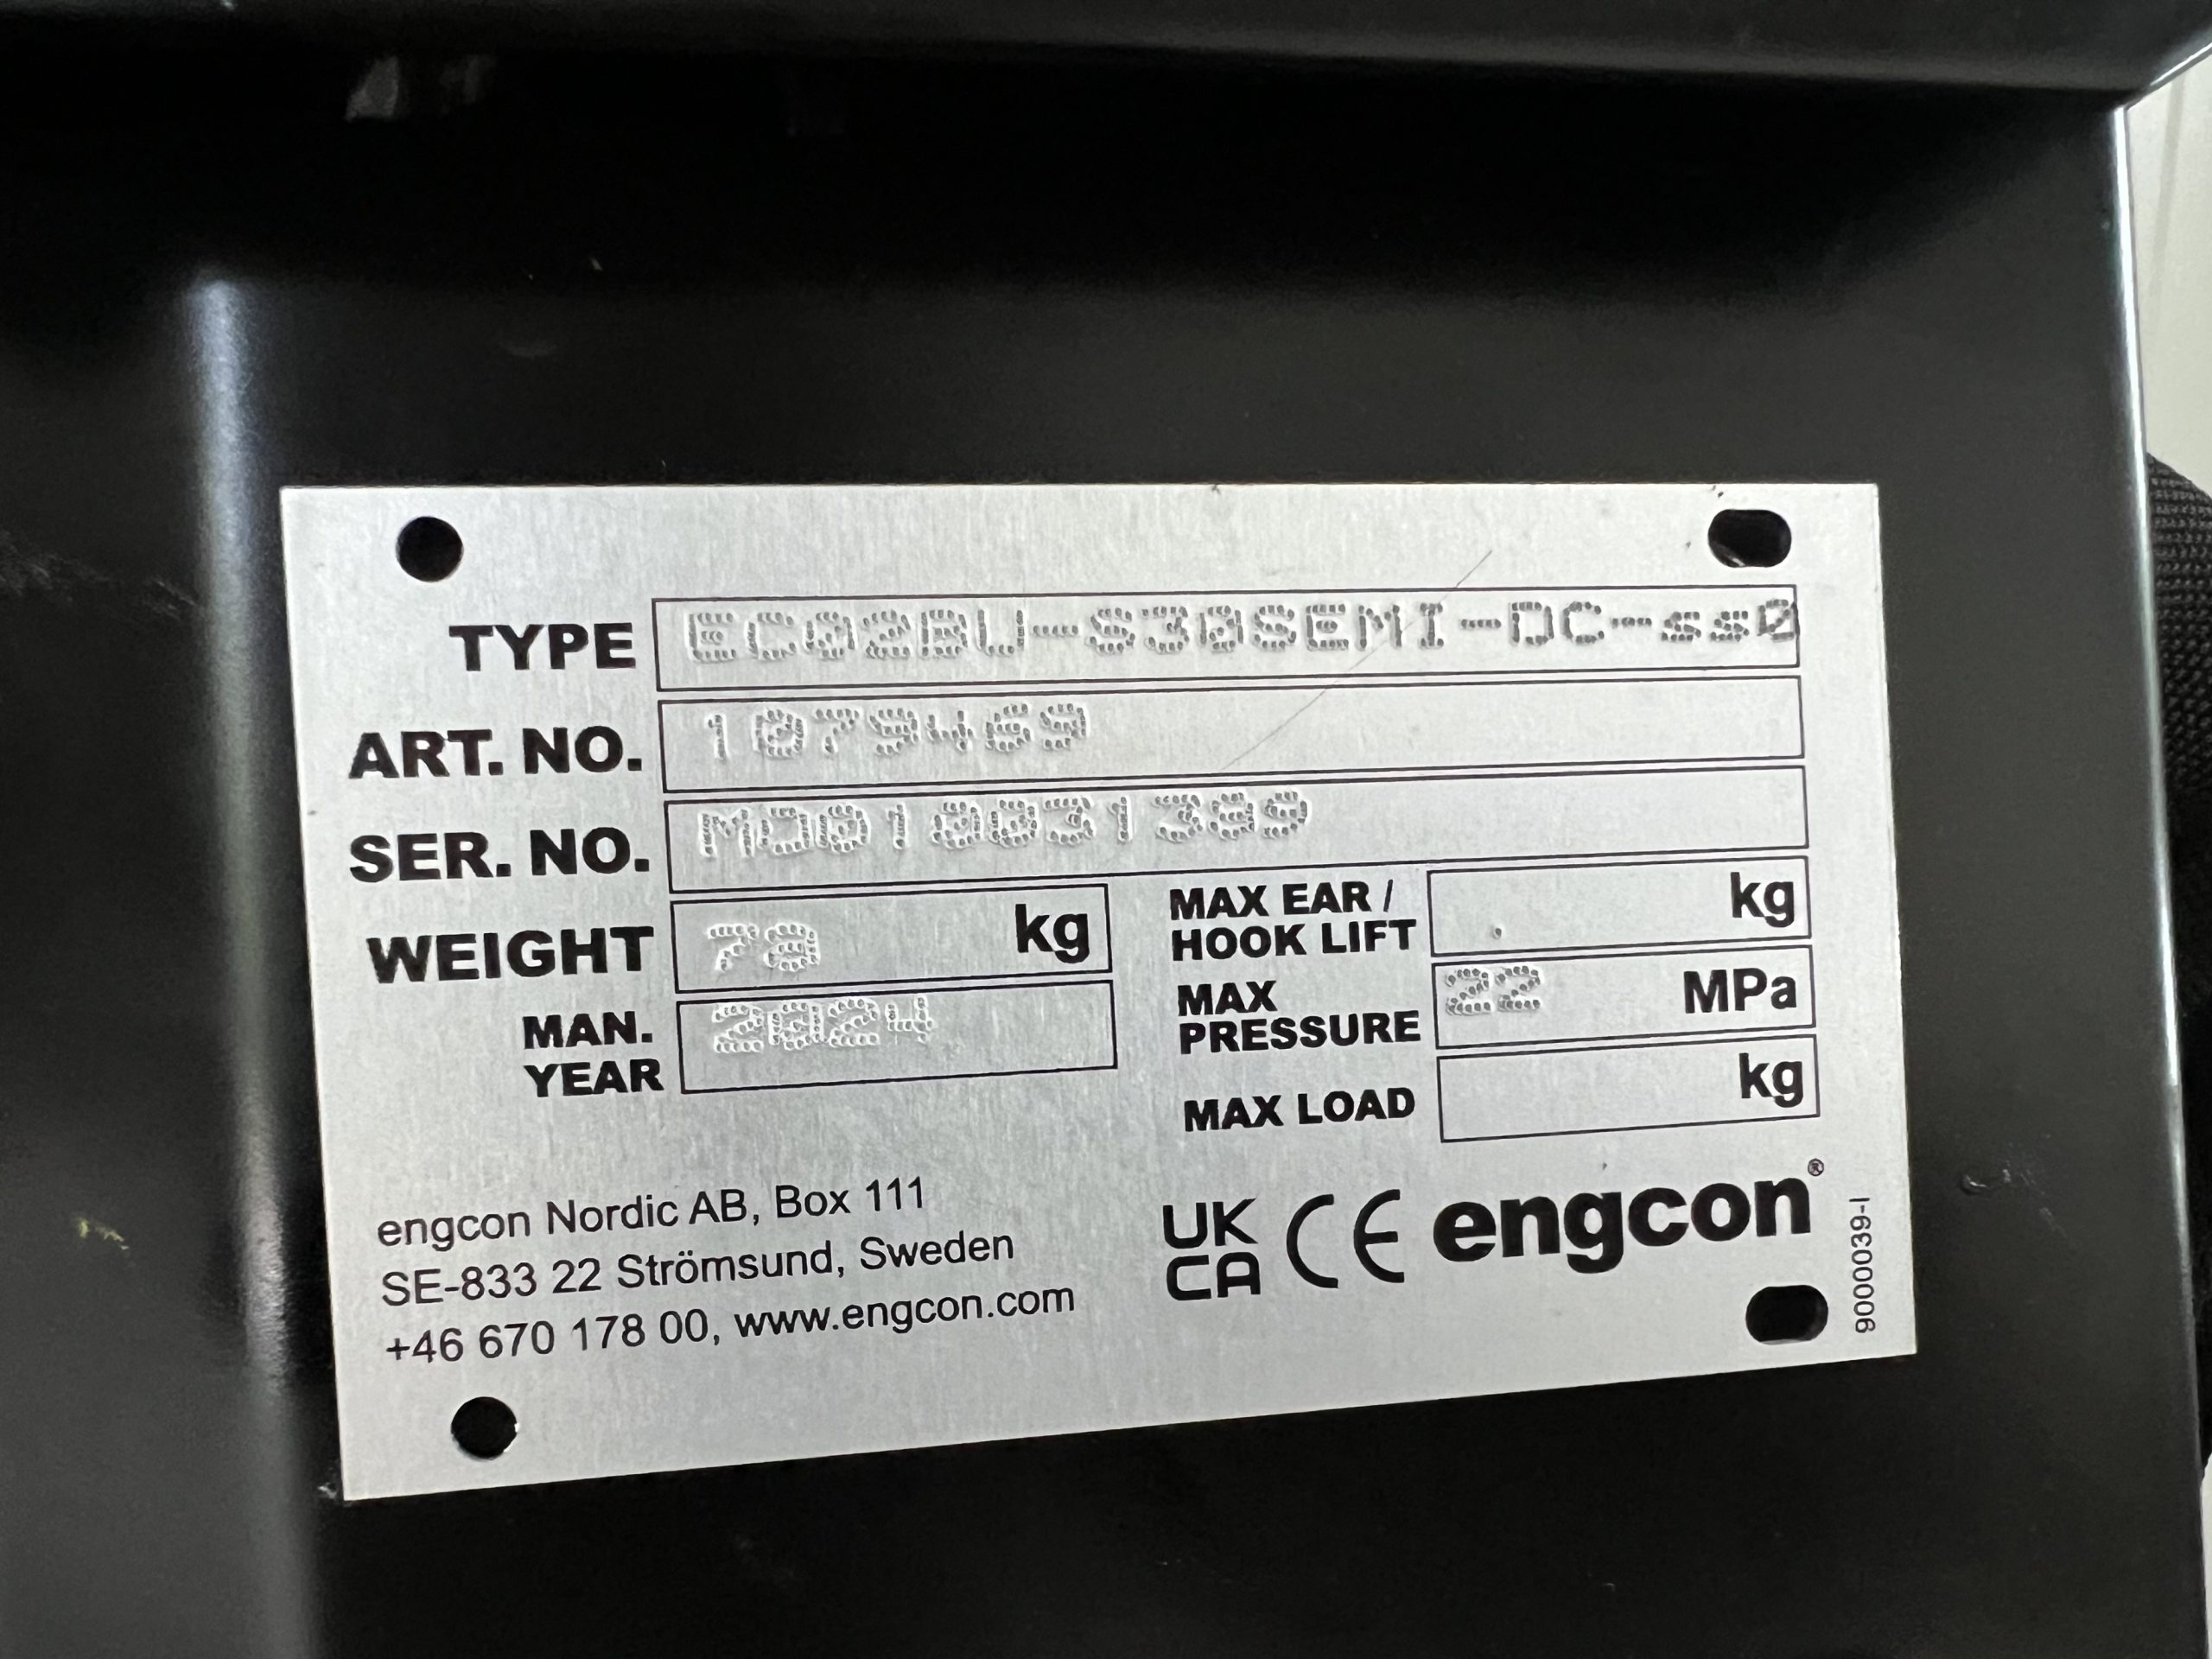 TYPE EC02BU-S30SEMI-DC-ss0
ART. NO. 1079469
SER. NO.
WEIGHT 78 kg
MAN. YEAR 2024
MAX EAR / HOOK LIFT . kg
MAX PRESSURE 22 MPa
MAX LOAD kg
engcon Nordic AB, Box 111
SE-833 22 Strömsund, Sweden
+46 670 178 00, www.engcon.com
UK CA CE engcon®
9000039-I